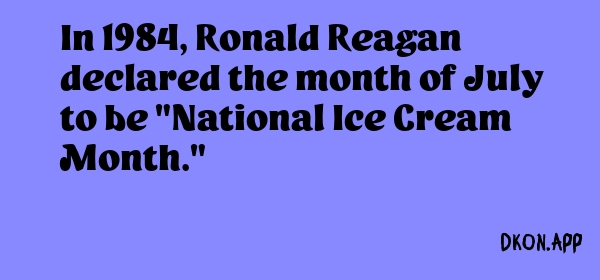 In 1984, Ronald Reagan
declared the month of July
to be "National Ice Cream
Month."
DKON.APP